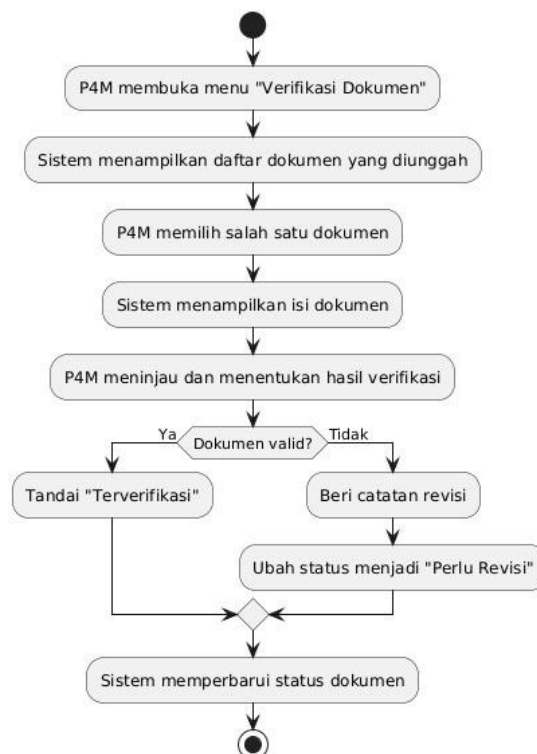 P4M membuka menu "Verifikasi Dokumen"
Sistem menampilkan daftar dokumen yang diunggah
P4M memilih salah satu dokumen
Sistem menampilkan isi dokumen
P4M meninjau dan menentukan hasil verifikasi
Ya
Dokumen valid?
Tidak
Tandai "Terverifikasi"
Beri catatan revisi
Ubah status menjadi "Perlu Revisi"
Sistem memperbarui status dokumen